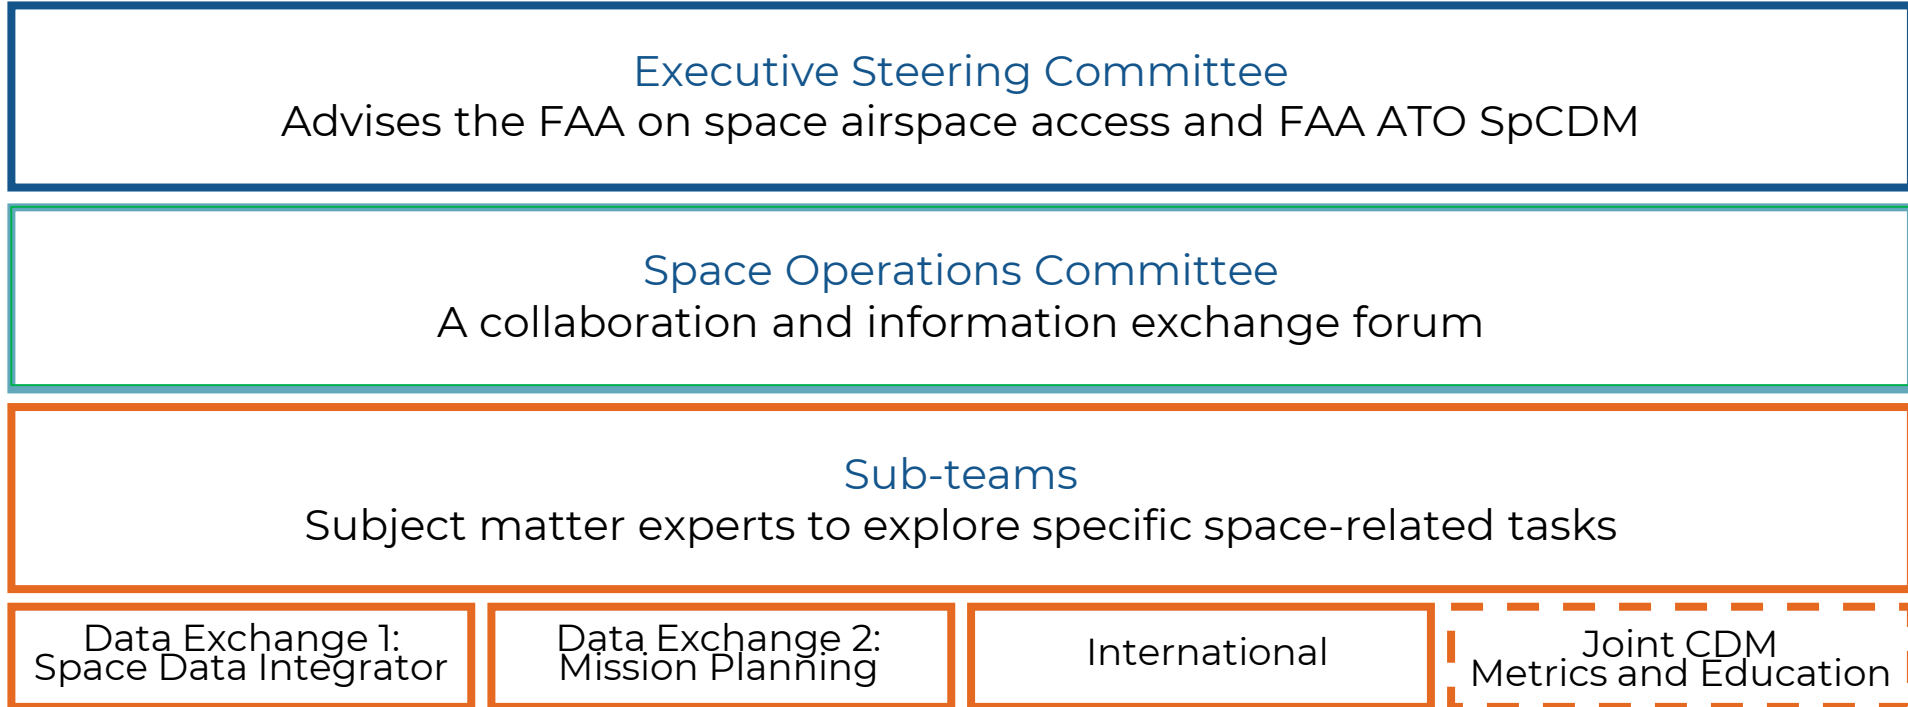 Executive Steering Committee
Advises the FAA on space airspace access and FAA ATO SpCDM
Space Operations Committee
A collaboration and information exchange forum
Sub-teams
Subject matter experts to explore specific space-related tasks
Data Exchange 1:
Space Data Integrator
Data Exchange 2:
Mission Planning
International
Joint CDM
Metrics and Education